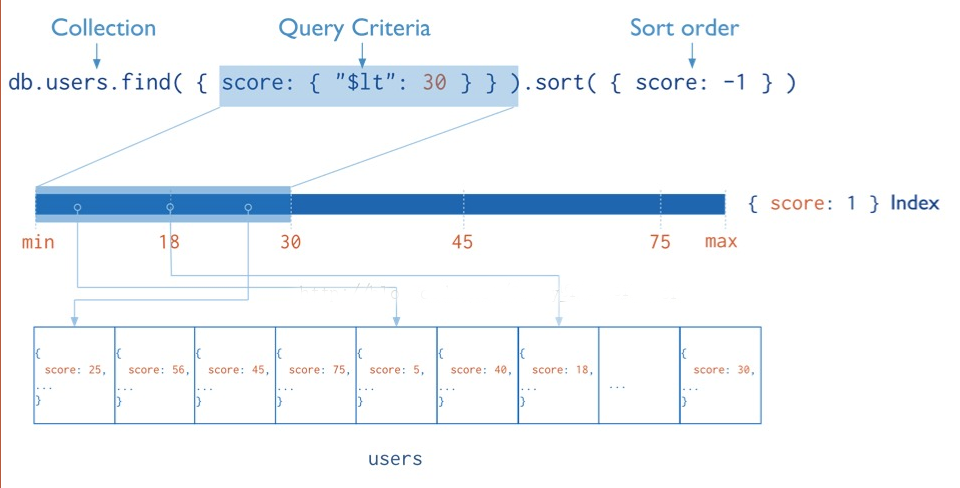 Collection Query Criteria Sort order
db.users.find( { score: { "$lt": 30 } } ).sort( { score: -1 } )
{ score: 1 } Index
min 18 30 45 75 max
{ { { { { { { {
score: 25, score: 56, score: 45, score: 75, score: 5, score: 40, score: 18, score: 30,
... ... ... ... ... ... ... ... ...
} } } } } } } }
users